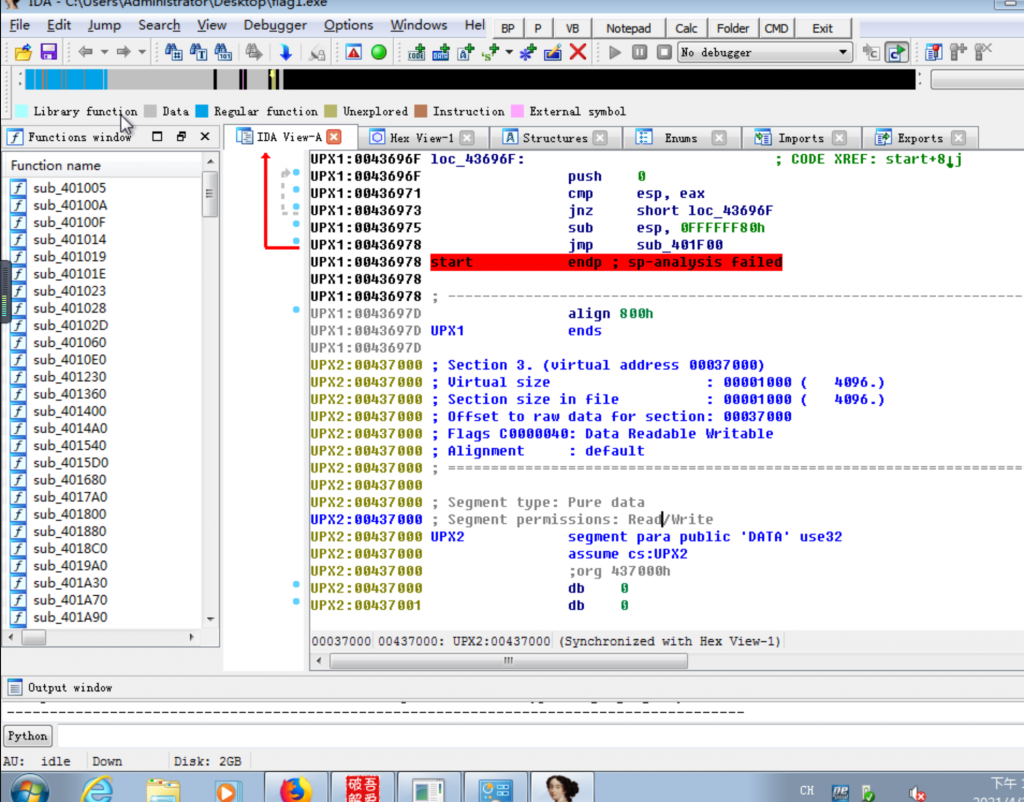 IDA - C:\Users\Administrator\Desktop\flag1.exe
File Edit Jump Search View Debugger Options Windows Hel BP P VB Notepad Calc Folder CMD Exit
No debugger
Library function Data Regular function Unexplored Instruction External symbol
Functions window IDA View-A Hex View-1 Structures Enums Imports Exports
Function name
sub_401005
sub_40100A
sub_40100F
sub_401014
sub_401019
sub_40101E
sub_401023
sub_401028
sub_40102D
sub_401060
sub_4010E0
sub_401230
sub_401360
sub_401400
sub_4014A0
sub_401540
sub_4015D0
sub_401680
sub_4017A0
sub_401800
sub_401880
sub_4018C0
sub_4019A0
sub_401A30
sub_401A70
sub_401A90
UPX1:0043696F loc_43696F: ; CODE XREF: start+8↓j
UPX1:0043696F push 0
UPX1:00436971 cmp esp, eax
UPX1:00436973 jnz short loc_43696F
UPX1:00436975 sub esp, 0FFFFFF80h
UPX1:00436978 jmp sub_401F00
UPX1:00436978 start endp ; sp-analysis failed
UPX1:00436978
UPX1:00436978 ; ----------------------------------------------------------------
UPX1:0043697D align 800h
UPX1:0043697D UPX1 ends
UPX1:0043697D
UPX2:00437000 ; Section 3. (virtual address 00037000)
UPX2:00437000 ; Virtual size : 00001000 ( 4096.)
UPX2:00437000 ; Section size in file : 00001000 ( 4096.)
UPX2:00437000 ; Offset to raw data for section: 00037000
UPX2:00437000 ; Flags C0000040: Data Readable Writable
UPX2:00437000 ; Alignment : default
UPX2:00437000 ; ================================================================
UPX2:00437000
UPX2:00437000 ; Segment type: Pure data
UPX2:00437000 ; Segment permissions: Read/Write
UPX2:00437000 UPX2 segment para public 'DATA' use32
UPX2:00437000 assume cs:UPX2
UPX2:00437000 ;org 437000h
UPX2:00437000 db 0
UPX2:00437001 db 0
00037000 00437000: UPX2:00437000 (Synchronized with Hex View-1)
Output window
Python
AU: idle Down Disk: 2GB
破吾
解爱
CH
下午